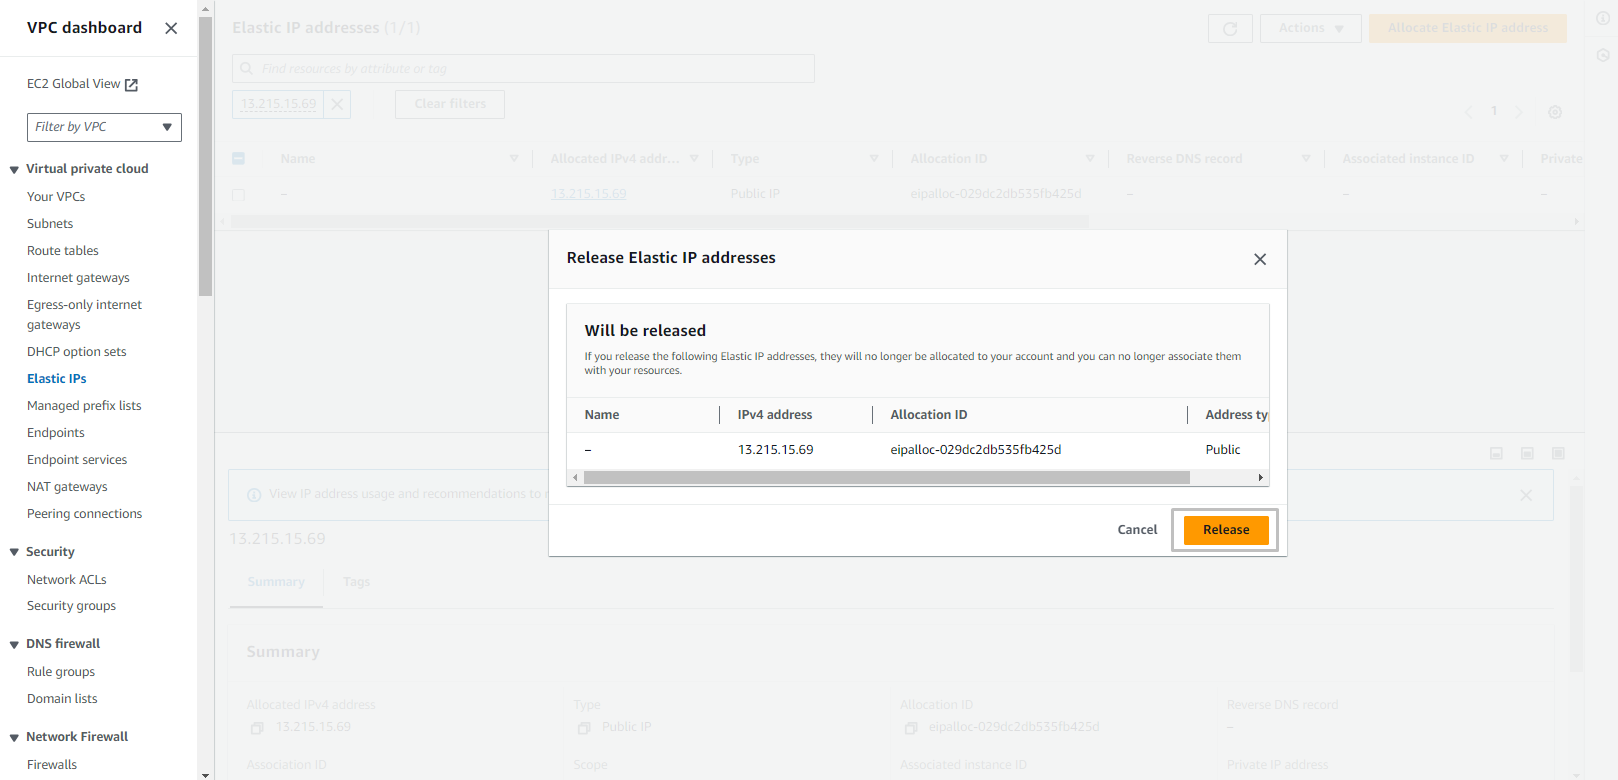 VPC dashboard
EC2 Global View
Filter by VPC
Virtual private cloud
Your VPCs
Subnets
Route tables
Internet gateways
Egress-only internet
gateways
DHCP option sets
Elastic IPs
Managed prefix lists
Endpoints
Endpoint services
NAT gateways
Peering connections
Security
Network ACLs
Security groups
DNS firewall
Rule groups
Domain lists
Network Firewall
Firewalls
Elastic IP addresses (1/1)
Actions
Allocate Elastic IP address
Find resources by attribute or tag
13.215.15.69
Clear filters
1
Name Allocated IPv4 addr... Type Allocation ID Reverse DNS record Associated instance ID Private
– 13.215.15.69 Public IP eipalloc-029dc2db535fb425d – – –
Release Elastic IP addresses
Will be released
If you release the following Elastic IP addresses, they will no longer be allocated to your account and you can no longer associate them
with your resources.
Name IPv4 address Allocation ID Address ty
– 13.215.15.69 eipalloc-029dc2db535fb425d Public
Cancel Release
View IP address usage and recommendations to
13.215.15.69
Summary Tags
Summary
Allocated IPv4 address Type Allocation ID Reverse DNS record
13.215.15.69 Public IP eipalloc-029dc2db535fb425d –
Association ID Scope Associated instance ID Private IP address